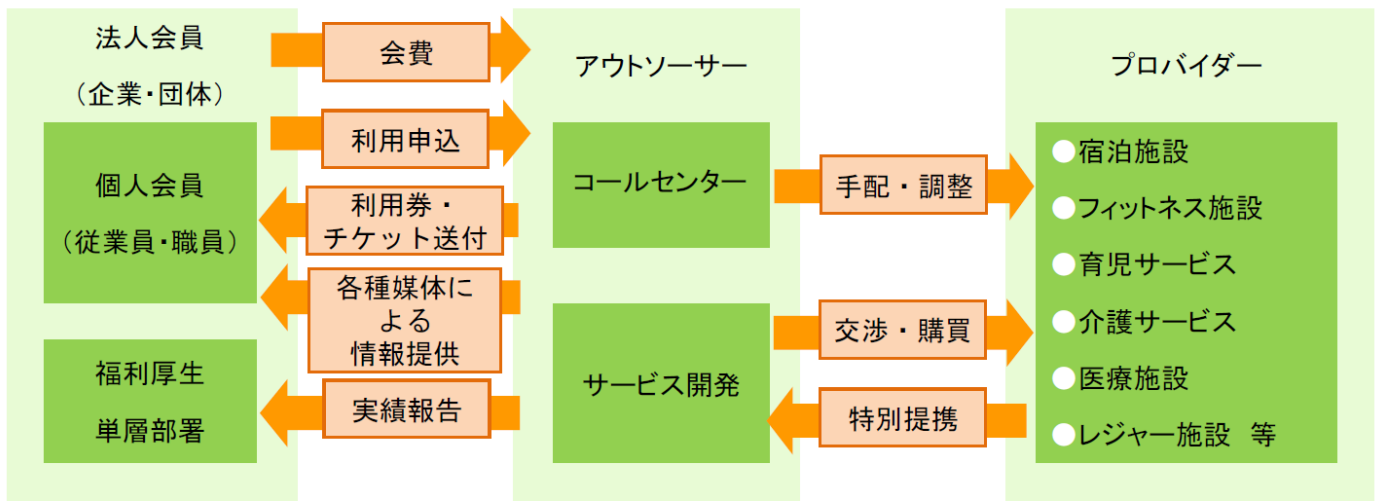 法人会員
（企業・団体）
個人会員
（従業員・職員）
福利厚生
単層部署
会費
利用申込
利用券・
チケット送付
各種媒体に
よる
情報提供
実績報告
アウトソーサー
コールセンター
サービス開発
手配・調整
交渉・購買
特別提携
プロバイダー
●宿泊施設
●フィットネス施設
●育児サービス
●介護サービス
●医療施設
●レジャー施設　等